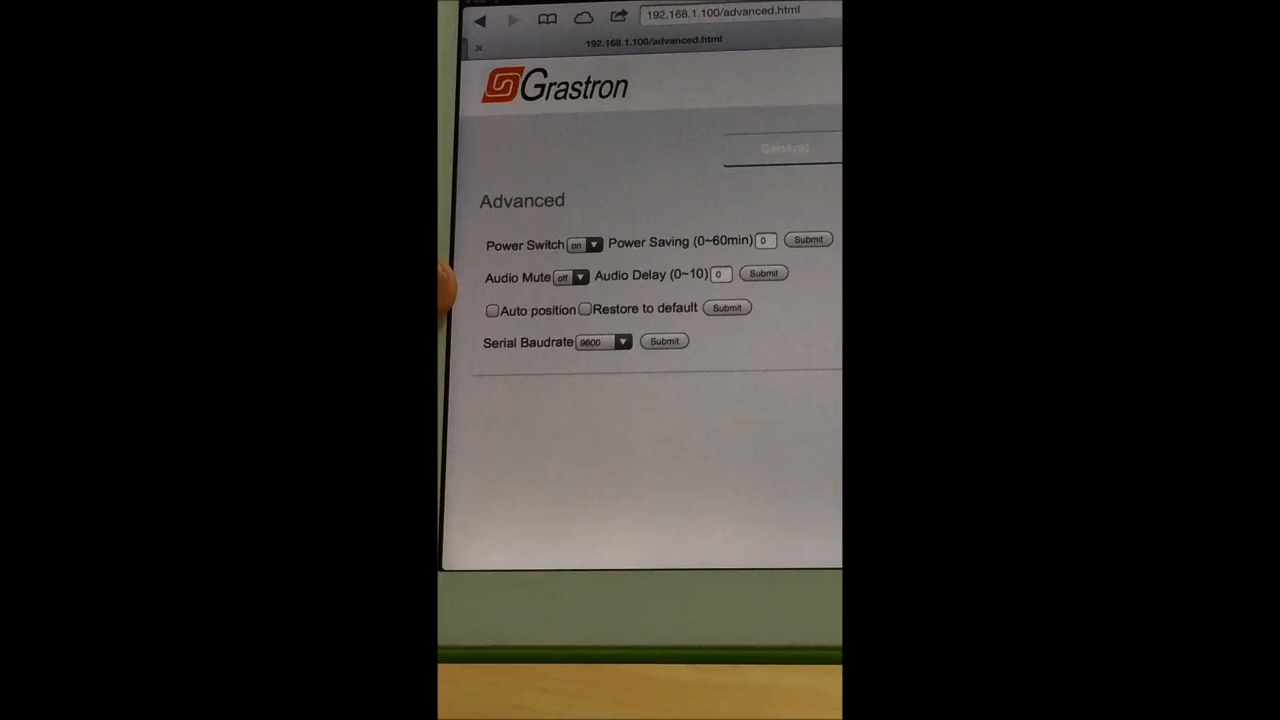 192.168.1.100/advanced.html
192.168.1.100/advanced.html
Grastron
General
Advanced
Power Switch on Power Saving (0~60min) 0 Submit
Audio Mute off Audio Delay (0~10) 0 Submit
Auto position Restore to default Submit
Serial Baudrate 9600 Submit